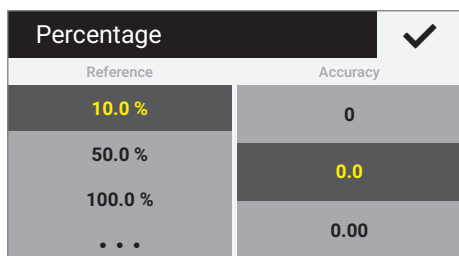 Percentage
Reference
Accuracy
10.0 %
50.0 %
100.0 %
. . .
0
0.0
0.00